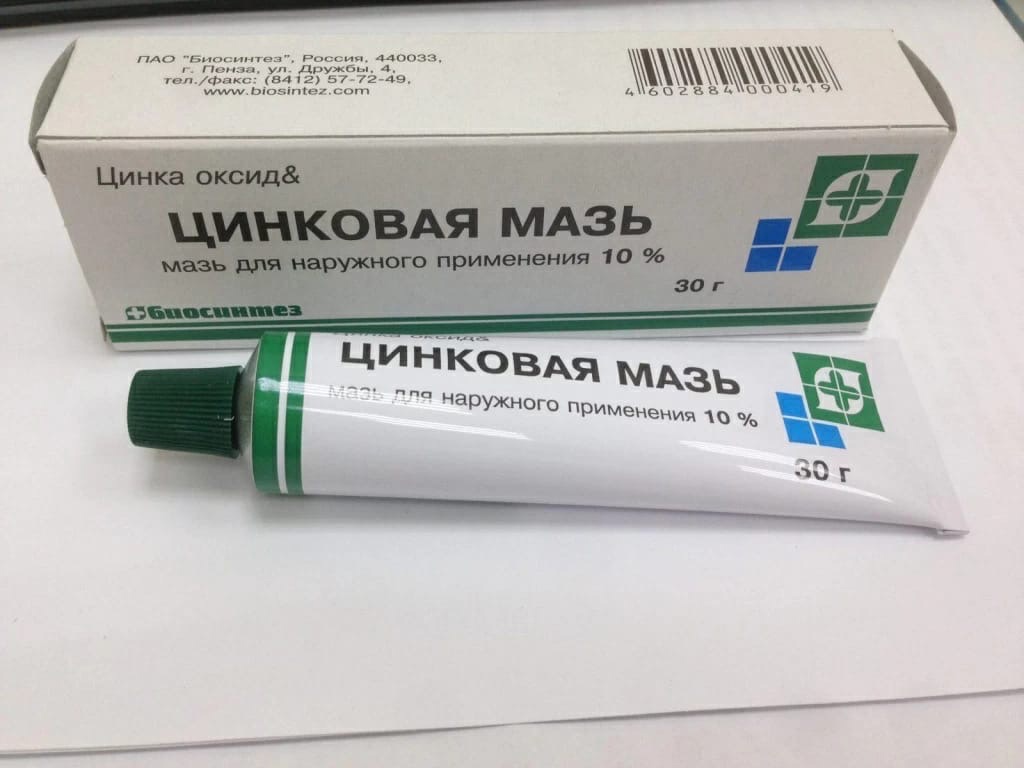 ПАО "Биосинтез", Россия, 440033,
г. Пенза, ул. Дружбы, 4,
тел./факс: (8412) 57-72-49,
www.biosintez.com
4 602884 000419
Цинка оксид&
ЦИНКОВАЯ МАЗЬ
мазь для наружного применения 10 %
30 г
биосинтез
Цинка оксид&
ЦИНКОВАЯ МАЗЬ
мазь для наружного применения 10 %
30 г